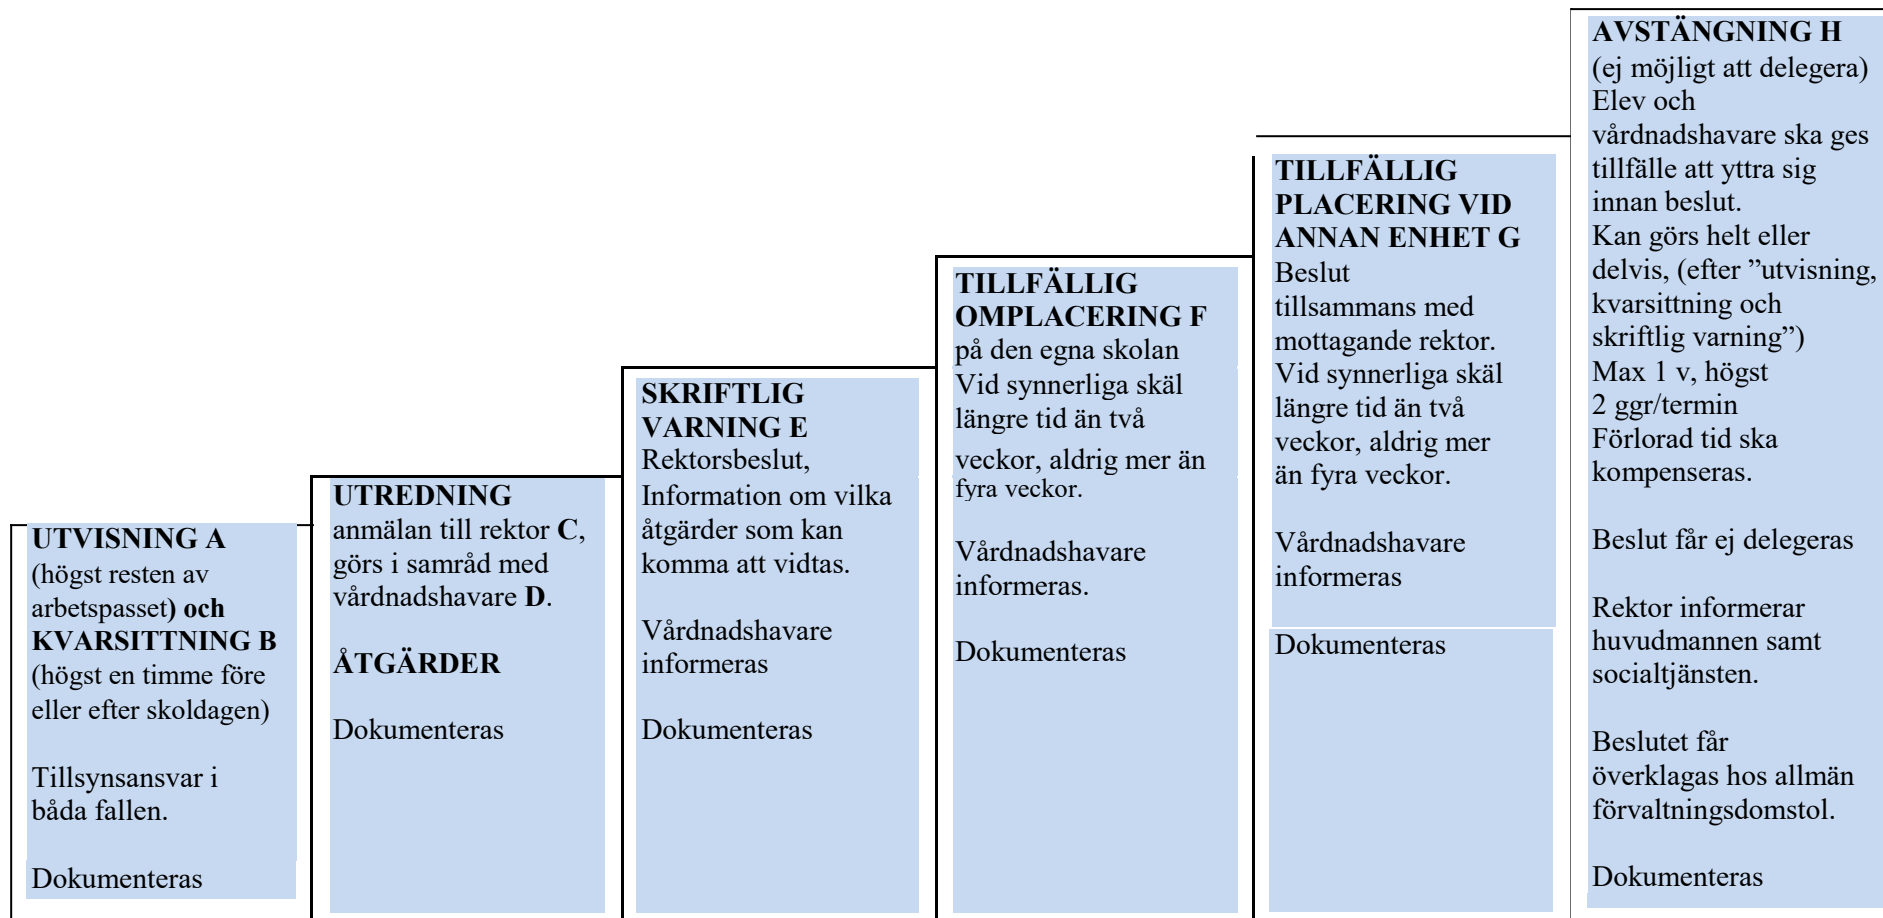 UTVISNING A
(högst resten av
arbetspasset) och
KVARSITTNING B
(högst en timme före
eller efter skoldagen)
Tillsynsansvar i
båda fallen.
Dokumenteras
UTREDNING
anmälan till rektor C,
görs i samråd med
vårdnadshavare D.
ÅTGÄRDER
Dokumenteras
SKRIFTLIG
VARNING E
Rektorsbeslut,
Information om vilka
åtgärder som kan
komma att vidtas.
Vårdnadshavare
informeras
Dokumenteras
TILLFÄLLIG
OMPLACERING F
på den egna skolan
Vid synnerliga skäl
längre tid än två
veckor, aldrig mer än
fyra veckor.
Vårdnadshavare
informeras.
Dokumenteras
TILLFÄLLIG
PLACERING VID
ANNAN ENHET G
Beslut
tillsammans med
mottagande rektor.
Vid synnerliga skäl
längre tid än två
veckor, aldrig mer
än fyra veckor.
Vårdnadshavare
informeras
Dokumenteras
AVSTÄNGNING H
(ej möjligt att delegera)
Elev och
vårdnadshavare ska ges
tillfälle att yttra sig
innan beslut.
Kan görs helt eller
delvis, (efter ”utvisning,
kvarsittning och
skriftlig varning”)
Max 1 v, högst
2 ggr/termin
Förlorad tid ska
kompenseras.
Beslut får ej delegeras
Rektor informerar
huvudmannen samt
socialtjänsten.
Beslutet får
överklagas hos allmän
förvaltningsdomstol.
Dokumenteras